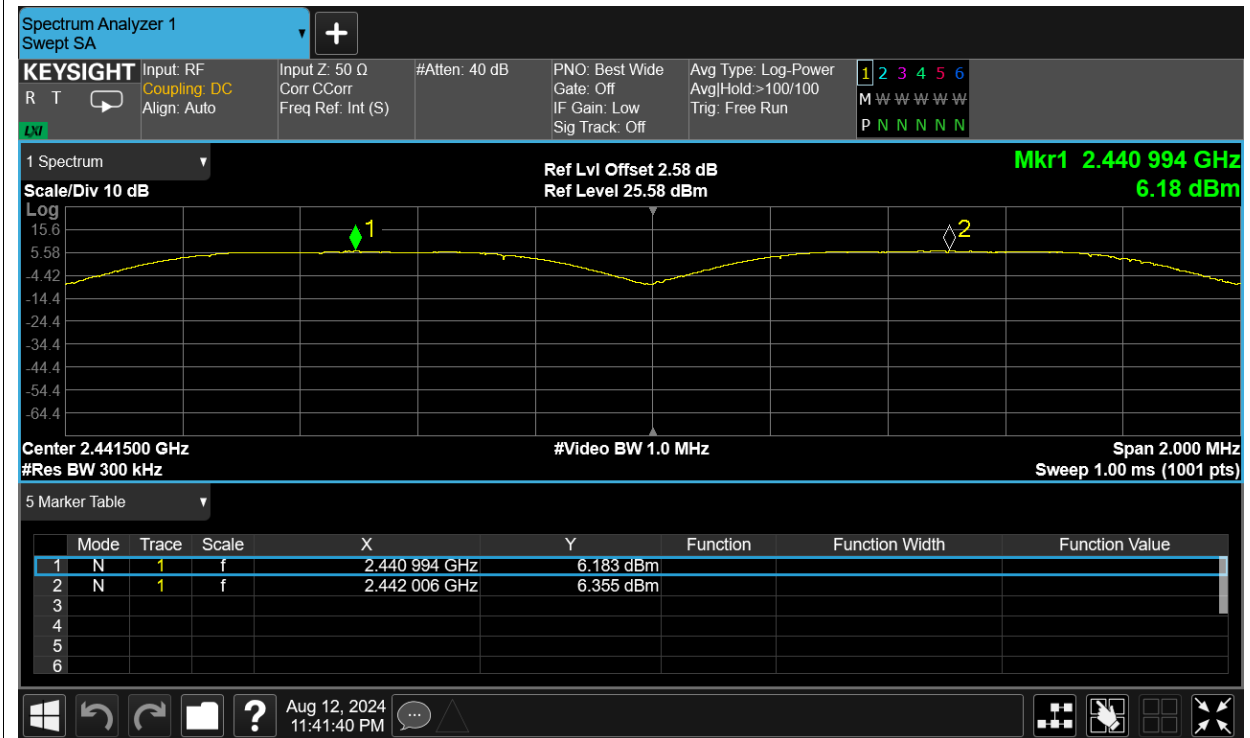 Spectrum Analyzer 1
Swept SA
KEYSIGHT Input: RF Input Z: 50 Ω #Atten: 40 dB PNO: Best Wide Avg Type: Log-Power 1 2 3 4 5 6
R T Coupling: DC Corr CCorr Gate: Off Avg|Hold:>100/100 M W W W W W
Align: Auto Freq Ref: Int (S) IF Gain: Low Trig: Free Run
LXI Sig Track: Off P N N N N N
1 Spectrum Ref Lvl Offset 2.58 dB Mkr1 2.440 994 GHz
Scale/Div 10 dB Ref Level 25.58 dBm 6.18 dBm
Log
15.6 1 2
5.58
-4.42
-14.4
-24.4
-34.4
-44.4
-54.4
-64.4
Center 2.441500 GHz #Video BW 1.0 MHz Span 2.000 MHz
#Res BW 300 kHz Sweep 1.00 ms (1001 pts)
5 Marker Table
Mode Trace Scale X Y Function Function Width Function Value
1 N 1 f 2.440 994 GHz 6.183 dBm
2 N 1 f 2.442 006 GHz 6.355 dBm
3
4
5
6
? Aug 12, 2024
11:41:40 PM